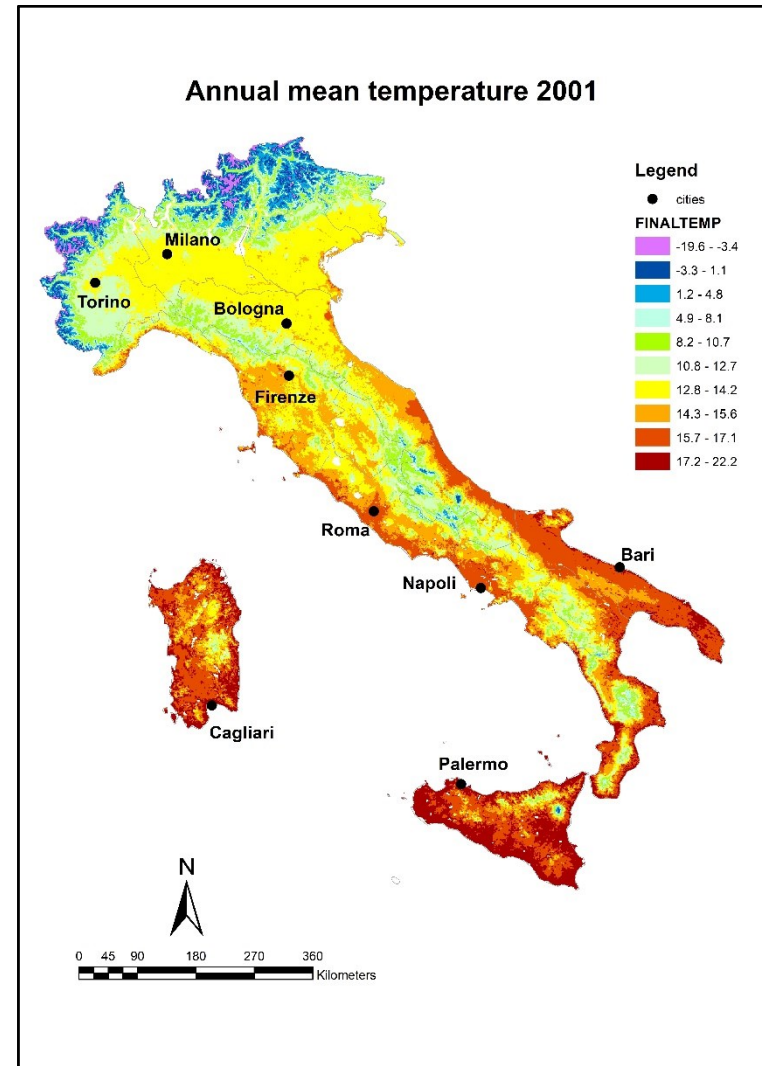 Annual mean temperature 2001
Legend
cities
FINALTEMP
-19.6 - -3.4
-3.3 - 1.1
1.2 - 4.8
4.9 - 8.1
8.2 - 10.7
10.8 - 12.7
12.8 - 14.2
14.3 - 15.6
15.7 - 17.1
17.2 - 22.2
Milano
Torino
Bologna
Firenze
Roma
Bari
Napoli
Cagliari
Palermo
N
0 45 90 180 270 360
Kilometers